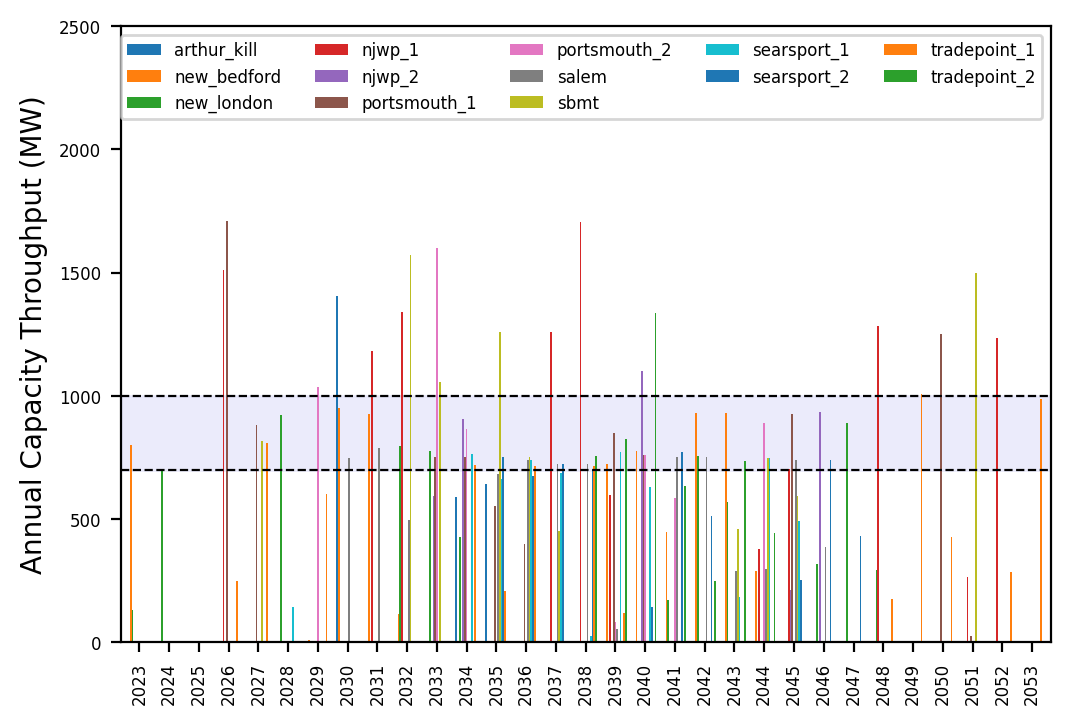 Annual Capacity Throughput (MW)
2500
2000
1500
1000
500
0
arthur_kill
new_bedford
new_london
njwp_1
njwp_2
portsmouth_1
portsmouth_2
salem
sbmt
searsport_1
searsport_2
tradepoint_1
tradepoint_2
2023
2024
2025
2026
2027
2028
2029
2030
2031
2032
2033
2034
2035
2036
2037
2038
2039
2040
2041
2042
2043
2044
2045
2046
2047
2048
2049
2050
2051
2052
2053